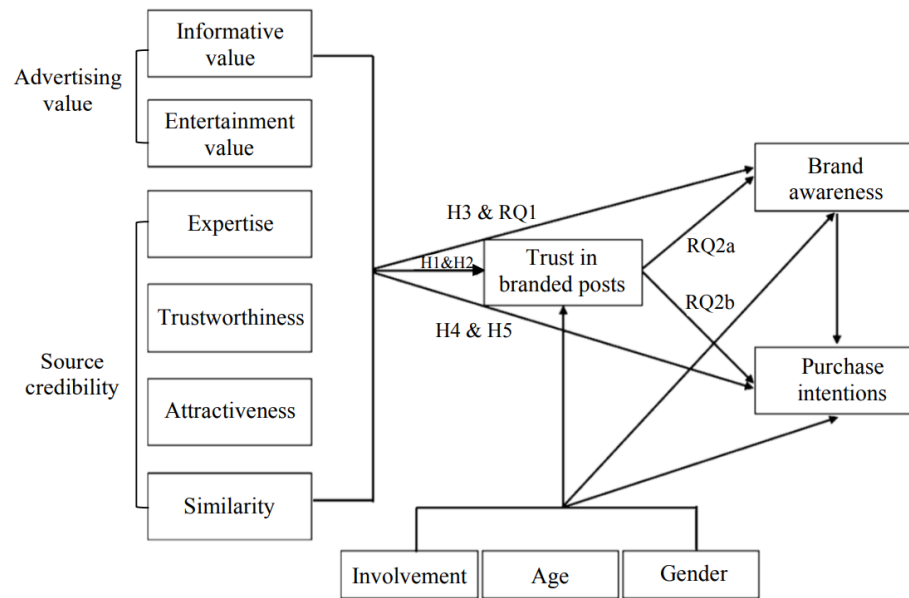 Informative
value
Advertising
value
Entertainment
value
Expertise
Trustworthiness
Source
credibility
Attractiveness
Similarity
H3 & RQ1
H1&H2
H4 & H5
Trust in
branded posts
RQ2a
RQ2b
Brand
awareness
Purchase
intentions
Involvement
Age
Gender